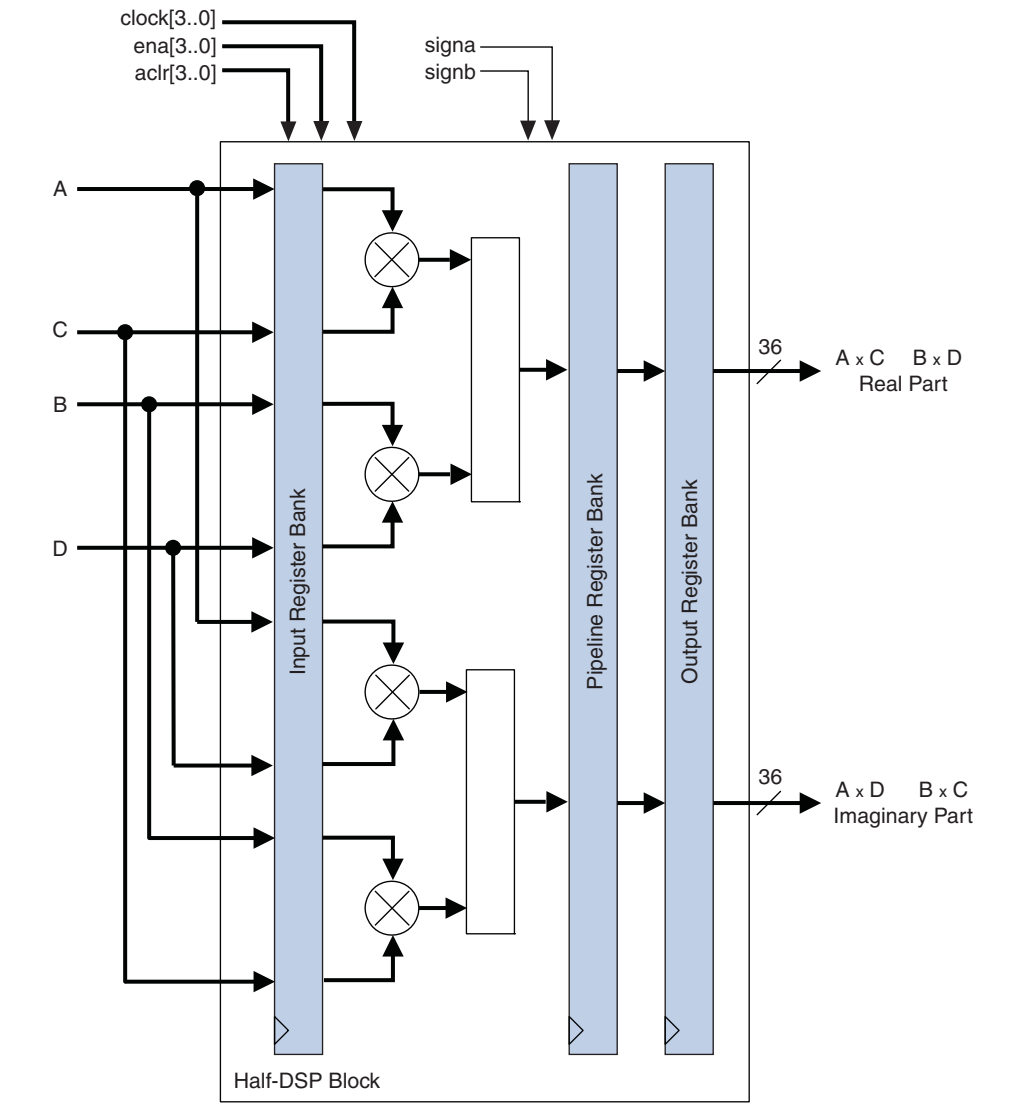 clock[3..0]
ena[3..0]
aclr[3..0]
signa
signb
A
C
B
D
Input Register Bank
Pipeline Register Bank
Output Register Bank
36
A x C B x D
Real Part
36
A x D B x C
Imaginary Part
Half-DSP Block